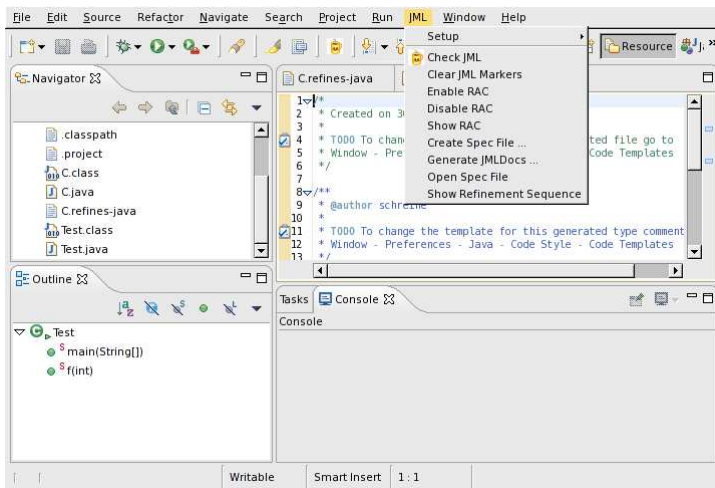 File Edit Source Refactor Navigate Search Project Run JML Window Help
Resource
J
Setup
Check JML
Clear JML Markers
Enable RAC
Disable RAC
Show RAC
Create Spec File ...
Generate JMLDocs ...
Open Spec File
Show Refinement Sequence
Navigator
.classpath
.project
C.class
C.java
C.refines-java
Test.class
Test.java
C.refines-java
1 /*
2 * Created on 3
3 *
4 * TODO To chan ted file go to
5 * Window - Pre Code Templates
6 */
7
8 /**
9 * @author schreine
10 *
11 * TODO To change the template for this generated type comment
12 * Window - Preferences - Java - Code Style - Code Templates
13 */
Outline
Test
main(String[])
f(int)
Tasks Console
Console
Writable Smart Insert 1 : 1